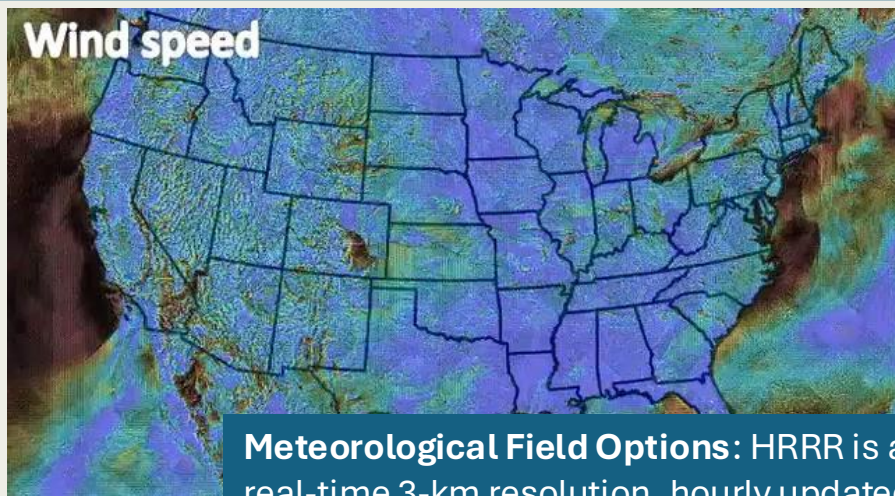 Wind speed
Meteorological Field Options: HRRR is a
real-time 3-km resolution, hourly update